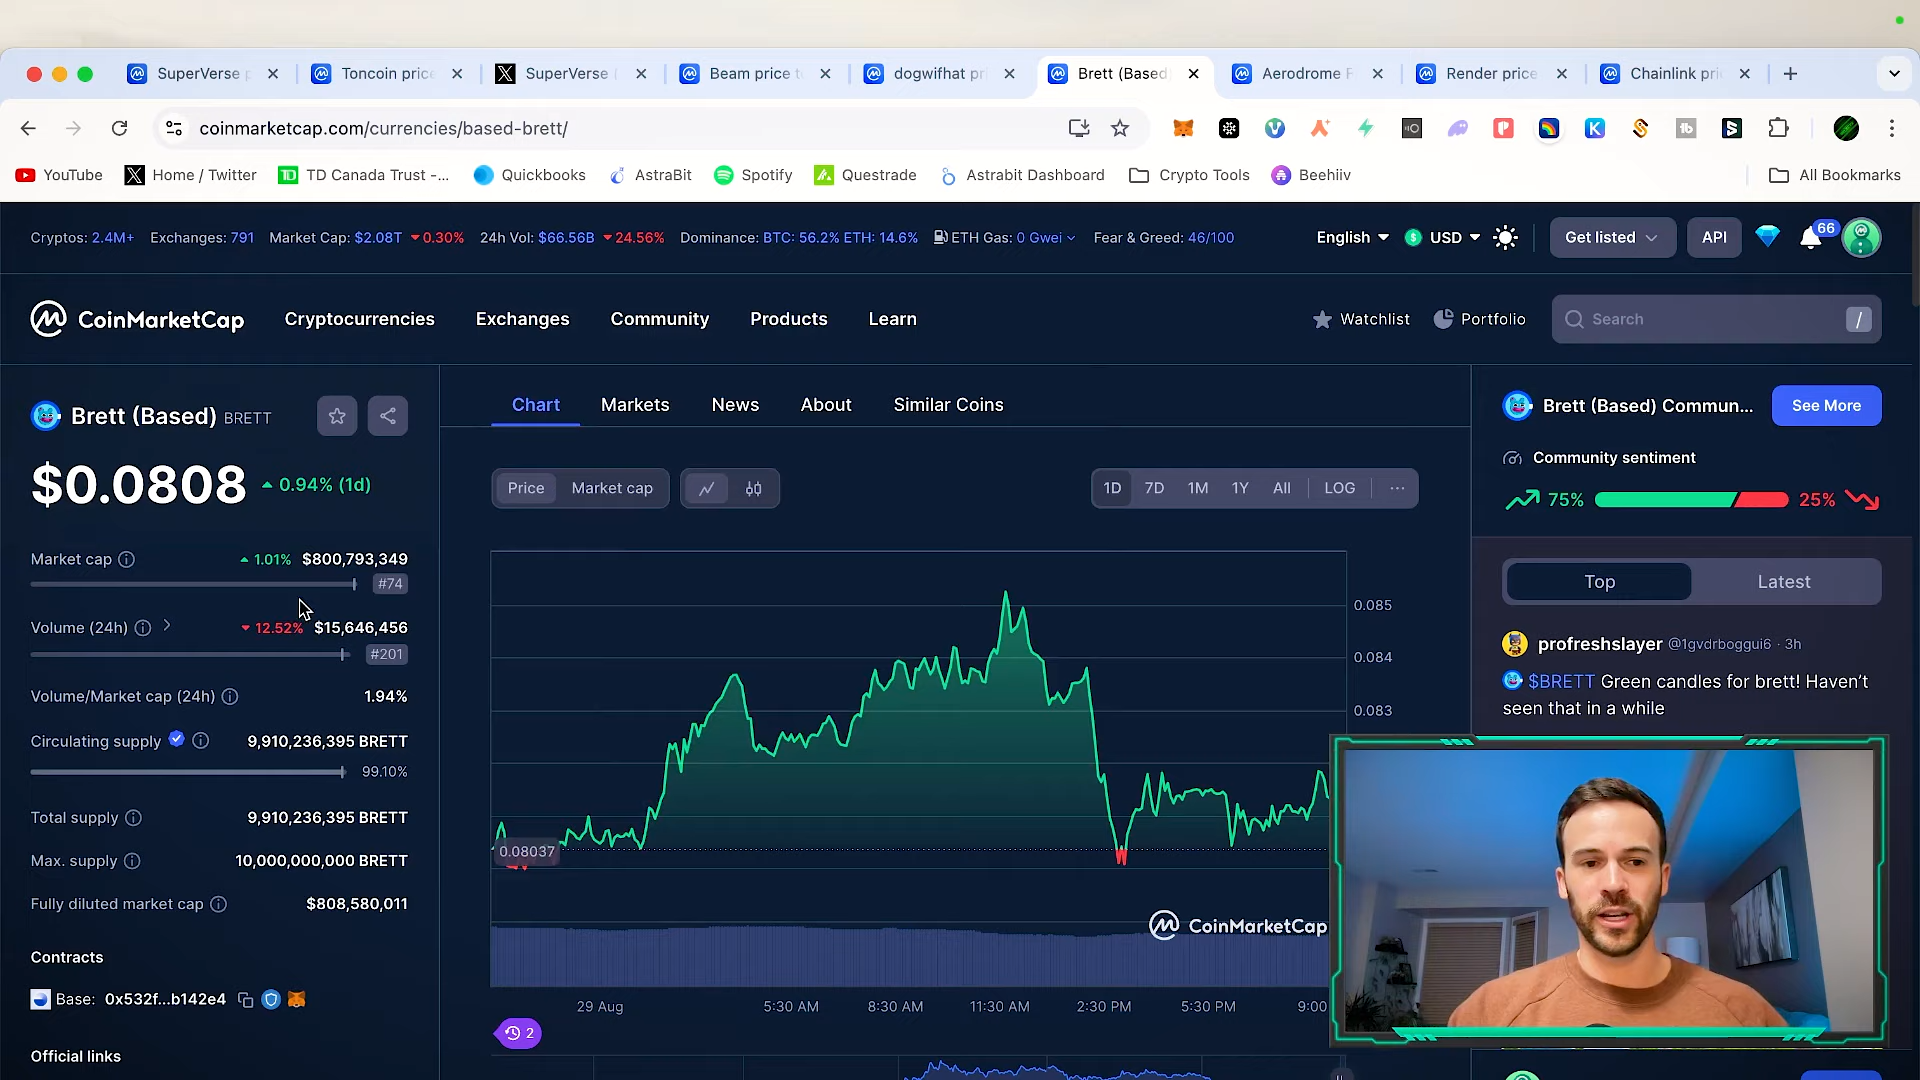 SuperVerse p
Toncoin price
SuperVerse (
Beam price t
dogwifhat pri
Brett (Based)
Aerodrome F
Render price
Chainlink pric
coinmarketcap.com/currencies/based-brett/
YouTube
Home / Twitter
TD Canada Trust -...
Quickbooks
AstraBit
Spotify
Questrade
Astrabit Dashboard
Crypto Tools
Beehiiv
All Bookmarks
Cryptos: 2.4M+
Exchanges: 791
Market Cap: $2.08T 0.30%
24h Vol: $66.56B 24.56%
Dominance: BTC: 56.2% ETH: 14.6%
ETH Gas: 0 Gwei
Fear & Greed: 46/100
English
USD
Get listed
API
66
CoinMarketCap
Cryptocurrencies
Exchanges
Community
Products
Learn
Watchlist
Portfolio
Search
/
Brett (Based) BRETT
$0.0808 0.94% (1d)
Market cap 1.01% $800,793,349
#74
Volume (24h) 12.52% $15,646,456
#201
Volume/Market cap (24h) 1.94%
Circulating supply 9,910,236,395 BRETT
99.10%
Total supply 9,910,236,395 BRETT
Max. supply 10,000,000,000 BRETT
Fully diluted market cap $808,580,011
Contracts
Base: 0x532f...b142e4
Official links
Chart
Markets
News
About
Similar Coins
Price
Market cap
1D
7D
1M
1Y
All
LOG
...
0.085
0.084
0.083
0.08037
CoinMarketCap
29 Aug
5:30 AM
8:30 AM
11:30 AM
2:30 PM
5:30 PM
9:00
2
Brett (Based) Commun...
See More
Community sentiment
75%
25%
Top
Latest
profreshslayer @1gvdrboggui6 · 3h
$BRETT Green candles for brett! Haven't
seen that in a while